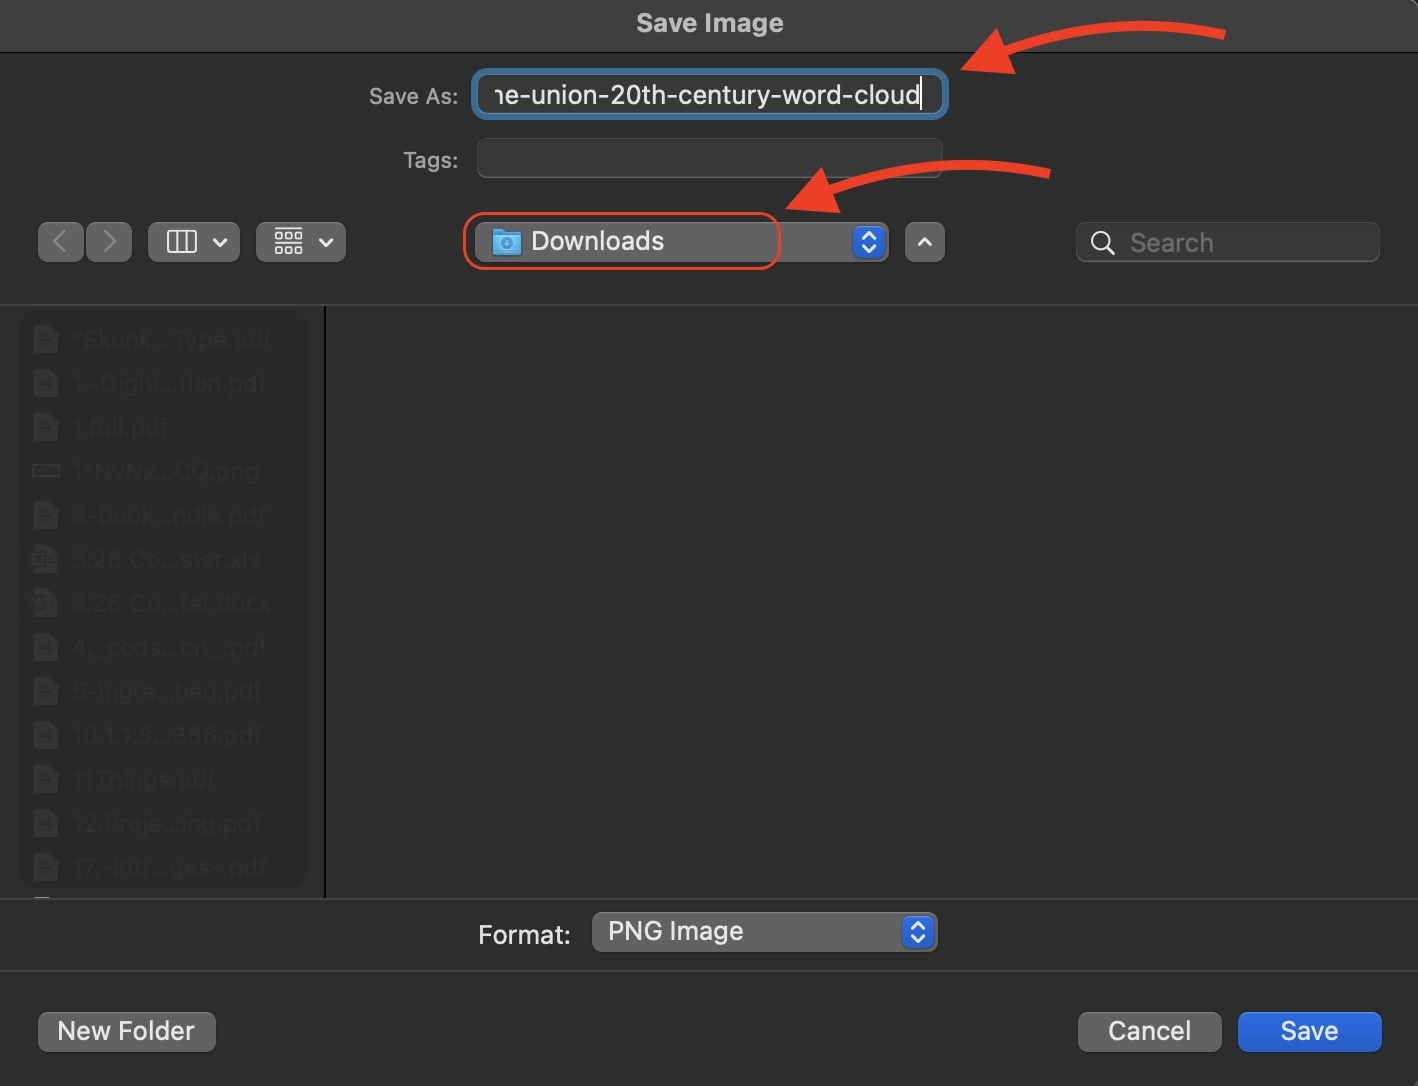 Save Image
Save As: ne-union-20th-century-word-cloud
Tags:
Downloads
Search
"Skunk...Type.pdf
1.-Digiti...tion.pdf
1.full.pdf
1*NvNx...CQ.png
3-book...ndle.pdf
3.26 Co...ster.xls
3.26 Co...ter.docx
4._ccds...on_.pdf
5-Ingre...hen.pdf
10.1.1.3...386.pdf
11Things.pdf
12.Proje...ing.pdf
17.-Intr...ges-.pdf
Format: PNG Image
New Folder
Cancel
Save